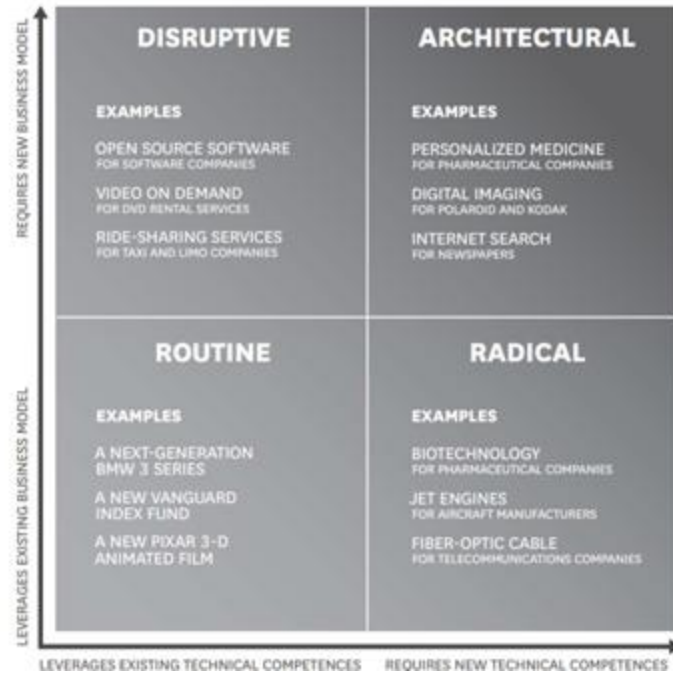 REQUIRES NEW BUSINESS MODEL
DISRUPTIVE
EXAMPLES
OPEN SOURCE SOFTWARE
FOR SOFTWARE COMPANIES
VIDEO ON DEMAND
FOR DVD RENTAL SERVICES
RIDE-SHARING SERVICES
FOR TAXI AND LIMO COMPANIES
ARCHITECTURAL
EXAMPLES
PERSONALIZED MEDICINE
FOR PHARMACEUTICAL COMPANIES
DIGITAL IMAGING
FOR POLAROID AND KODAK
INTERNET SEARCH
FOR NEWSPAPERS
LEVERAGES EXISTING BUSINESS MODEL
ROUTINE
EXAMPLES
A NEXT-GENERATION
BMW 3 SERIES
A NEW VANGUARD
INDEX FUND
A NEW PIXAR 3-D
ANIMATED FILM
RADICAL
EXAMPLES
BIOTECHNOLOGY
FOR PHARMACEUTICAL COMPANIES
JET ENGINES
FOR AIRCRAFT MANUFACTURERS
FIBER-OPTIC CABLE
FOR TELECOMMUNICATIONS COMPANIES
LEVERAGES EXISTING TECHNICAL COMPETENCES
REQUIRES NEW TECHNICAL COMPETENCES